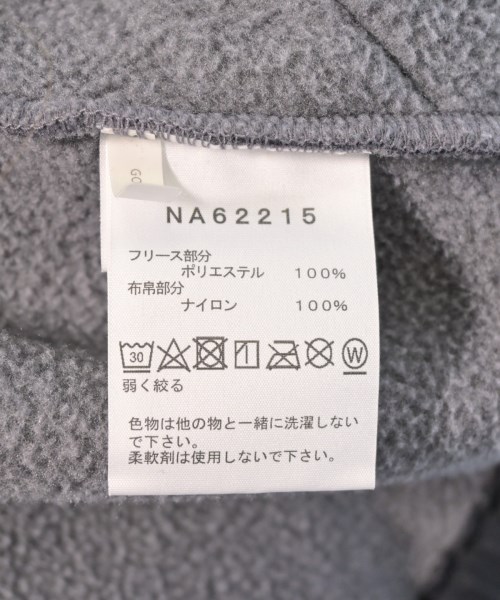 GO
NA62215
フリース部分
ポリエステル 100%
布帛部分
ナイロン 100%
30
W
弱く絞る
色物は他の物と一緒に洗濯しない
で下さい。
柔軟剤は使用しないで下さい。